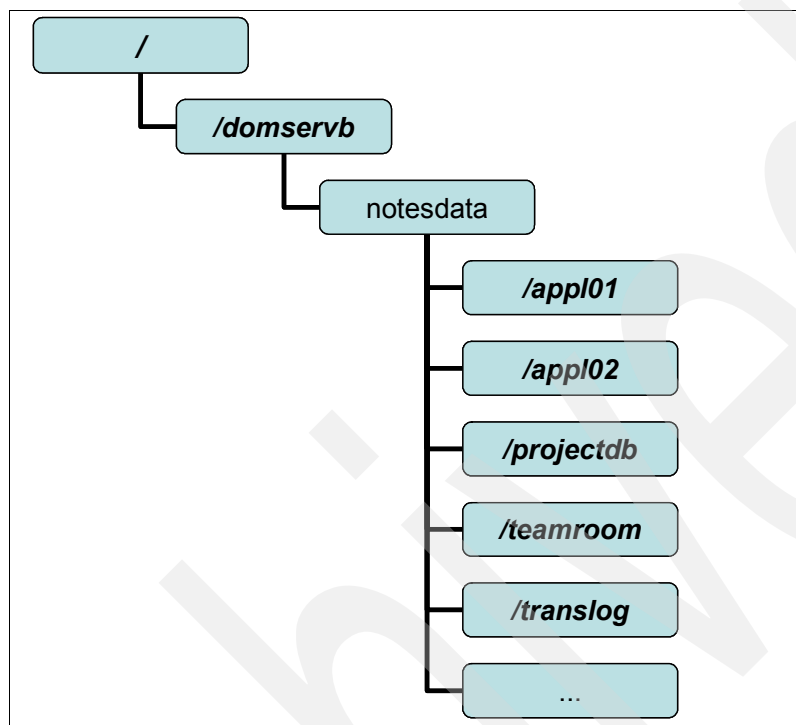 /
/domservb
notesdata
/appl01
/appl02
/projectdb
/teamroom
/translog
...